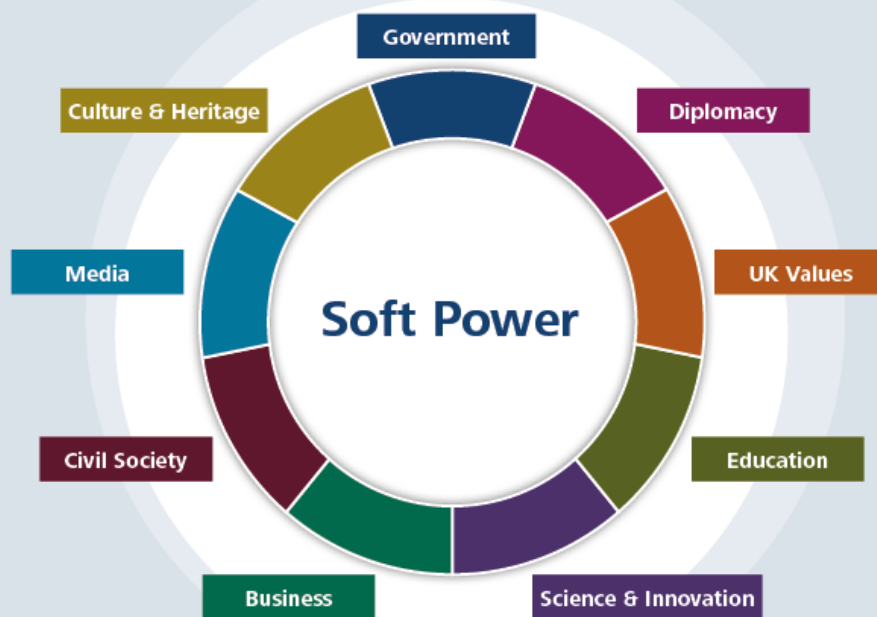 Government
Culture & Heritage
Diplomacy
Media
UK Values
Soft Power
Civil Society
Education
Business
Science & Innovation